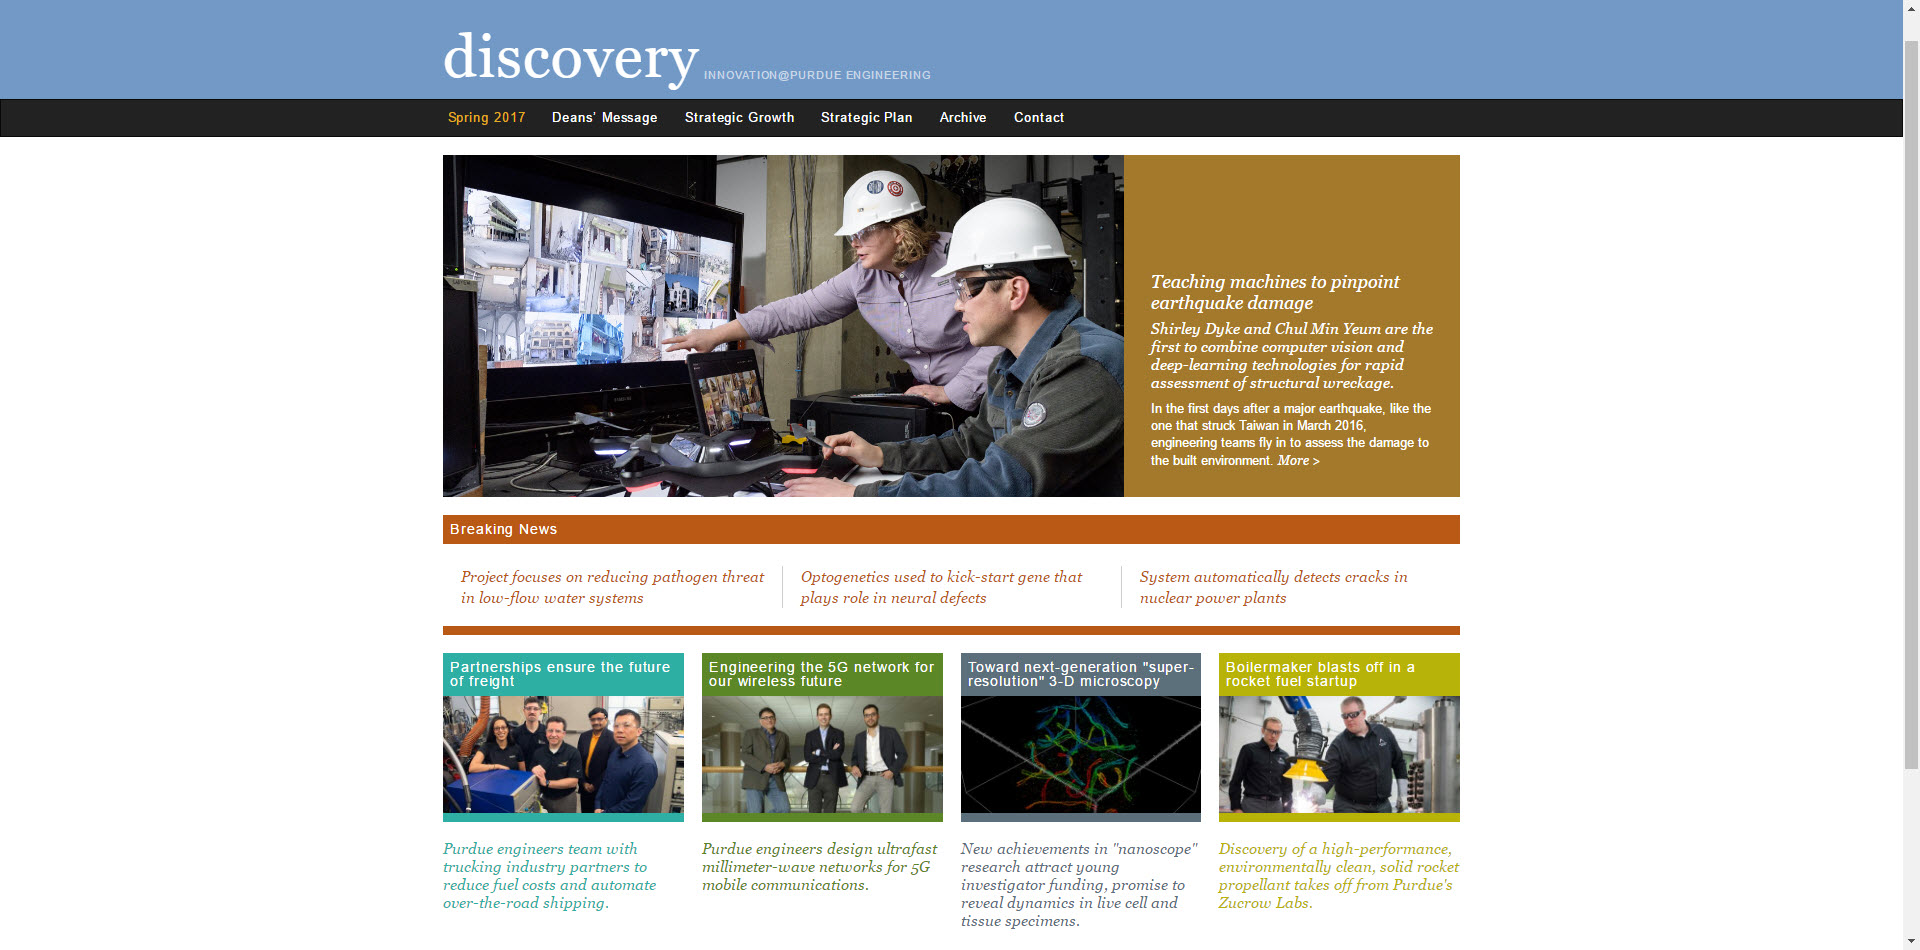 discovery INNOVATION@PURDUE ENGINEERING
Spring 2017 Deans' Message Strategic Growth Strategic Plan Archive Contact
Teaching machines to pinpoint
earthquake damage
Shirley Dyke and Chul Min Yeum are the
first to combine computer vision and
deep-learning technologies for rapid
assessment of structural wreckage.
In the first days after a major earthquake, like the
one that struck Taiwan in March 2016,
engineering teams fly in to assess the damage to
the built environment. More >
Breaking News
Project focuses on reducing pathogen threat
in low-flow water systems
Optogenetics used to kick-start gene that
plays role in neural defects
System automatically detects cracks in
nuclear power plants
Partnerships ensure the future
of freight
Purdue engineers team with
trucking industry partners to
reduce fuel costs and automate
over-the-road shipping.
Engineering the 5G network for
our wireless future
Purdue engineers design ultrafast
millimeter-wave networks for 5G
mobile communications.
Toward next-generation "super-
resolution" 3-D microscopy
New achievements in "nanoscope"
research attract young
investigator funding, promise to
reveal dynamics in live cell and
tissue specimens.
Boilermaker blasts off in a
rocket fuel startup
Discovery of a high-performance,
environmentally clean, solid rocket
propellant takes off from Purdue's
Zucrow Labs.